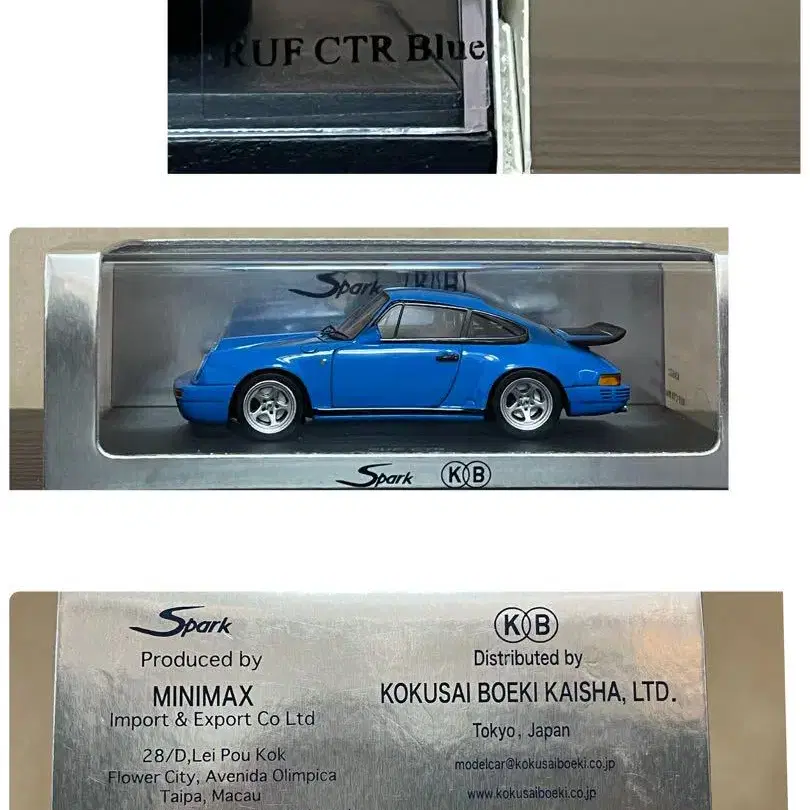 RUF CTR Blue
Spark KB
Spark KB
Spark
Produced by
MINIMAX
Import & Export Co Ltd
28/D,Lei Pou Kok
Flower City, Avenida Olimpica
Taipa, Macau
KB
Distributed by
KOKUSAI BOEKI KAISHA, LTD.
Tokyo, Japan
modelcar@kokusaiboeki.co.jp
www.kokusaiboeki.co.jp